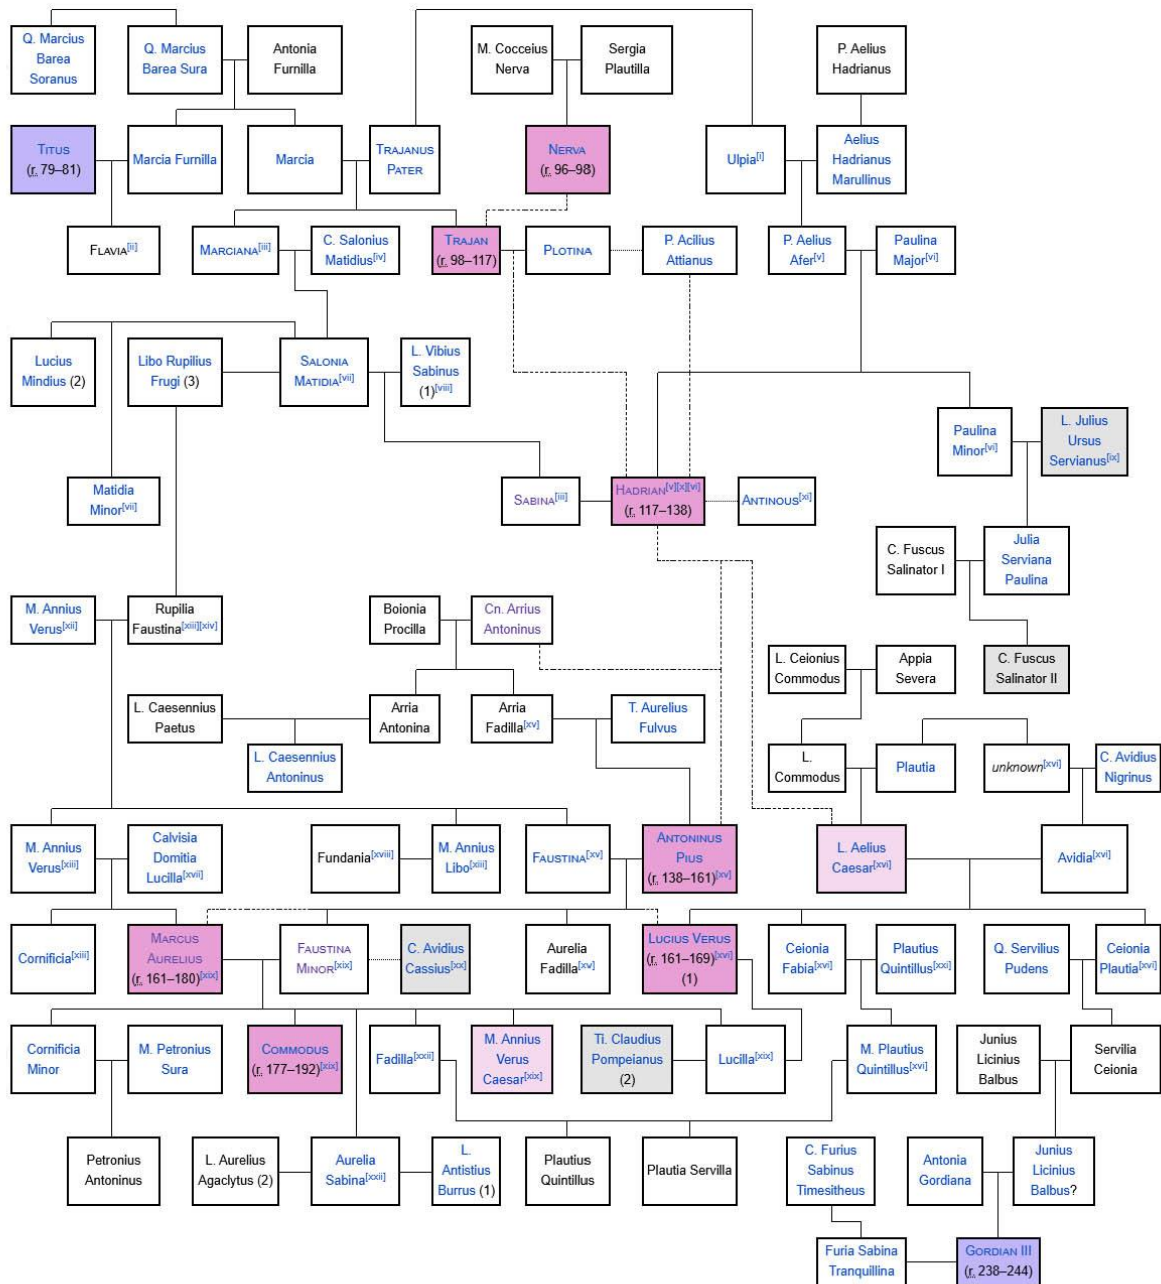 Q. Marcius
Barea
Soranus
Q. Marcius
Barea Sura
Antonia
Furnilla
M. Cocceius
Nerva
Sergia
Plautilla
P. Aelius
Hadrianus
Titus
(r. 79–81)
Marcia Furnilla
Marcia
Trajanus
Pater
Nerva
(r. 96–98)
Ulpia[i]
Aelius
Hadrianus
Marullinus
Flavia[ii]
Marciana[iii]
C. Salonius
Matidius[iv]
Trajan
(r. 98–117)
Plotina
P. Acilius
Attianus
P. Aelius
Afer[v]
Paulina
Major[vi]
Lucius
Mindius (2)
Libo Rupilius
Frugi (3)
Salonia
Matidia[vii]
L. Vibius
Sabinus
(1)[viii]
Paulina
Minor[vi]
L. Julius
Ursus
Servianus[ix]
Matidia
Minor[vii]
Sabina[iii]
Hadrian[v][x][vi]
(r. 117–138)
Antinous[xi]
C. Fuscus
Salinator I
Julia
Serviana
Paulina
M. Annius
Verus[xii]
Rupilia
Faustina[xiii][xiv]
Boionia
Procilla
Cn. Arrius
Antoninus
L. Ceionius
Commodus
Appia
Severa
C. Fuscus
Salinator II
L. Caesennius
Paetus
Arria
Antonina
Arria
Fadilla[xv]
T. Aurelius
Fulvus
L. Caesennius
Antoninus
L.
Commodus
Plautia
unknown[xvi]
C. Avidius
Nigrinus
M. Annius
Verus[xiii]
Calvisia
Domitia
Lucilla[xvii]
Fundania[xviii]
M. Annius
Libo[xiii]
Faustina[xv]
Antoninus
Pius
(r. 138–161)[xv]
L. Aelius
Caesar[xvi]
Avidia[xvi]
Cornificia[xiii]
Marcus
Aurelius
(r. 161–180)[xix]
Faustina
Minor[xix]
C. Avidius
Cassius[xx]
Aurelia
Fadilla[xv]
Lucius Verus
(r. 161–169)[xvi]
(1)
Ceionia
Fabia[xvi]
Plautius
Quintillus[xxi]
Q. Servilius
Pudens
Ceionia
Plautia[xvi]
Cornificia
Minor
M. Petronius
Sura
Commodus
(r. 177–192)[xix]
Fadilla[xxii]
M. Annius
Verus
Caesar[xix]
Ti. Claudius
Pompeianus
(2)
Lucilla[xix]
M. Plautius
Quintillus[xvi]
Junius
Licinius
Balbus
Servilia
Ceionia
Petronius
Antoninus
L. Aurelius
Agaclytus (2)
Aurelia
Sabina[xxii]
L.
Antistius
Burrus (1)
Plautius
Quintillus
Plautia Servilla
C. Furius
Sabinus
Timesitheus
Antonia
Gordiana
Junius
Licinius
Balbus?
Furia Sabina
Tranquillina
Gordian III
(r. 238–244)